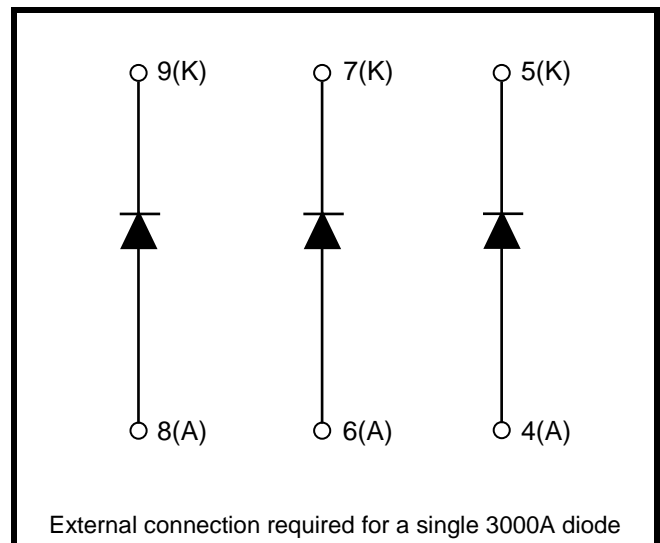 9(K) 7(K) 5(K)
8(A) 6(A) 4(A)
External connection required for a single 3000A diode